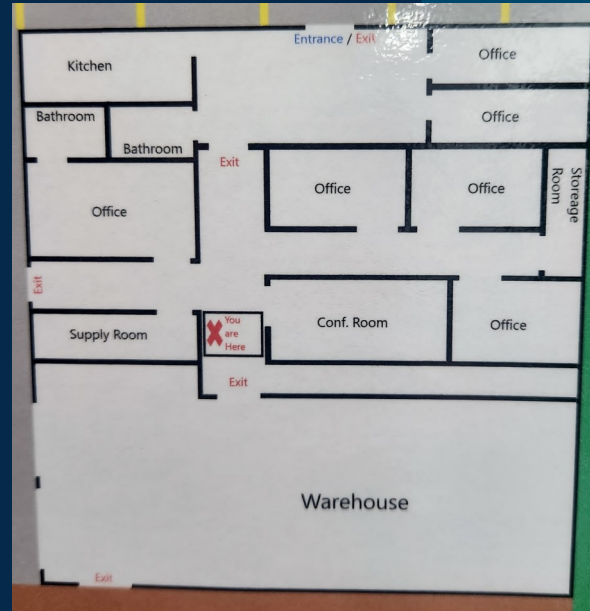 Entrance / Exit
Kitchen
Office
Bathroom
Office
Bathroom
Exit
Office
Office
Storeage
Room
Office
Exit
You
are
Here
Conf. Room
Office
Supply Room
Exit
Warehouse
Exit